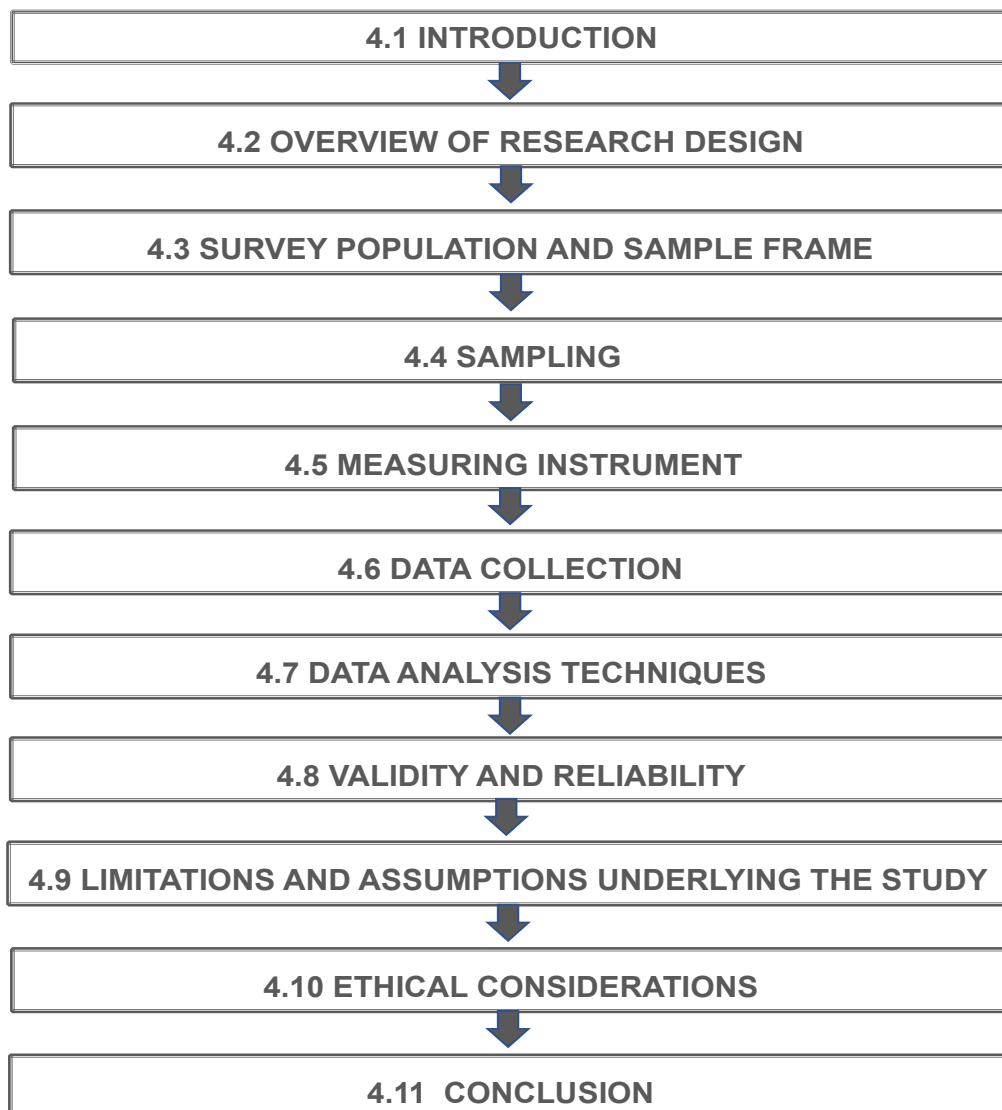 4.1 INTRODUCTION
4.2 OVERVIEW OF RESEARCH DESIGN
4.3 SURVEY POPULATION AND SAMPLE FRAME
4.4 SAMPLING
4.5 MEASURING INSTRUMENT
4.6 DATA COLLECTION
4.7 DATA ANALYSIS TECHNIQUES
4.8 VALIDITY AND RELIABILITY
4.9 LIMITATIONS AND ASSUMPTIONS UNDERLYING THE STUDY
4.10 ETHICAL CONSIDERATIONS
4.11 CONCLUSION